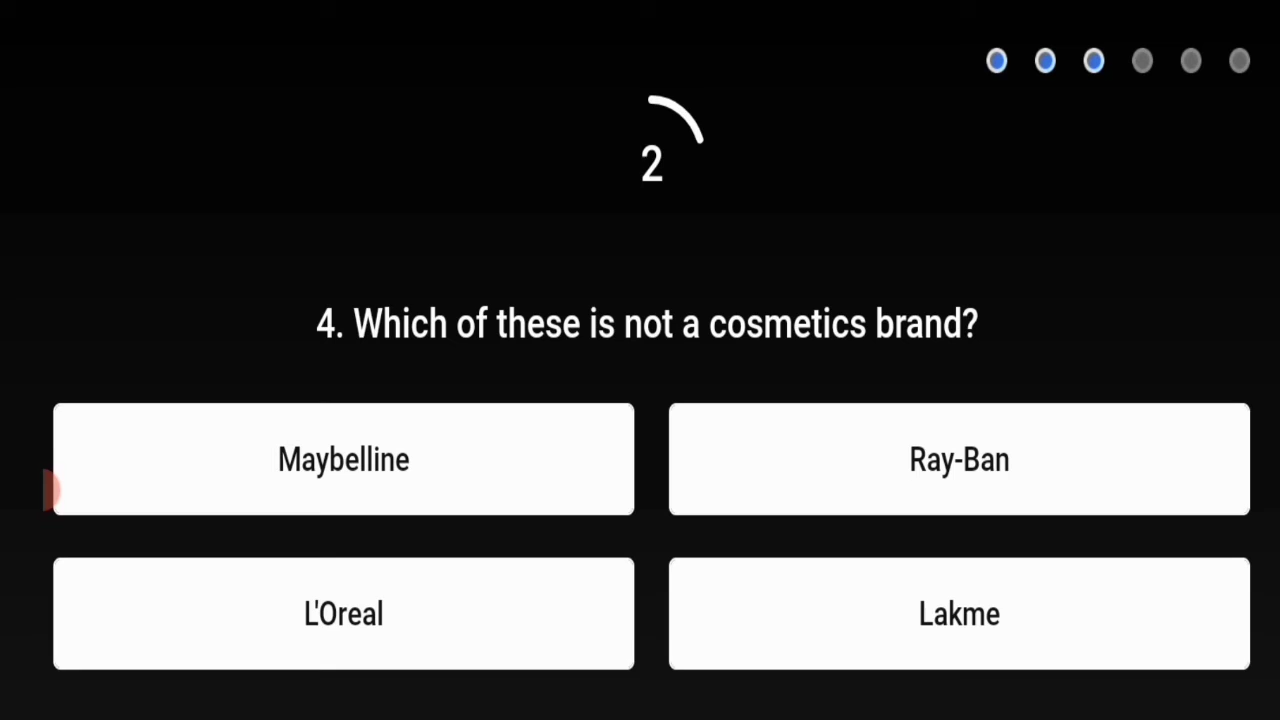 2
4. Which of these is not a cosmetics brand?
Maybelline
Ray-Ban
L'Oreal
Lakme